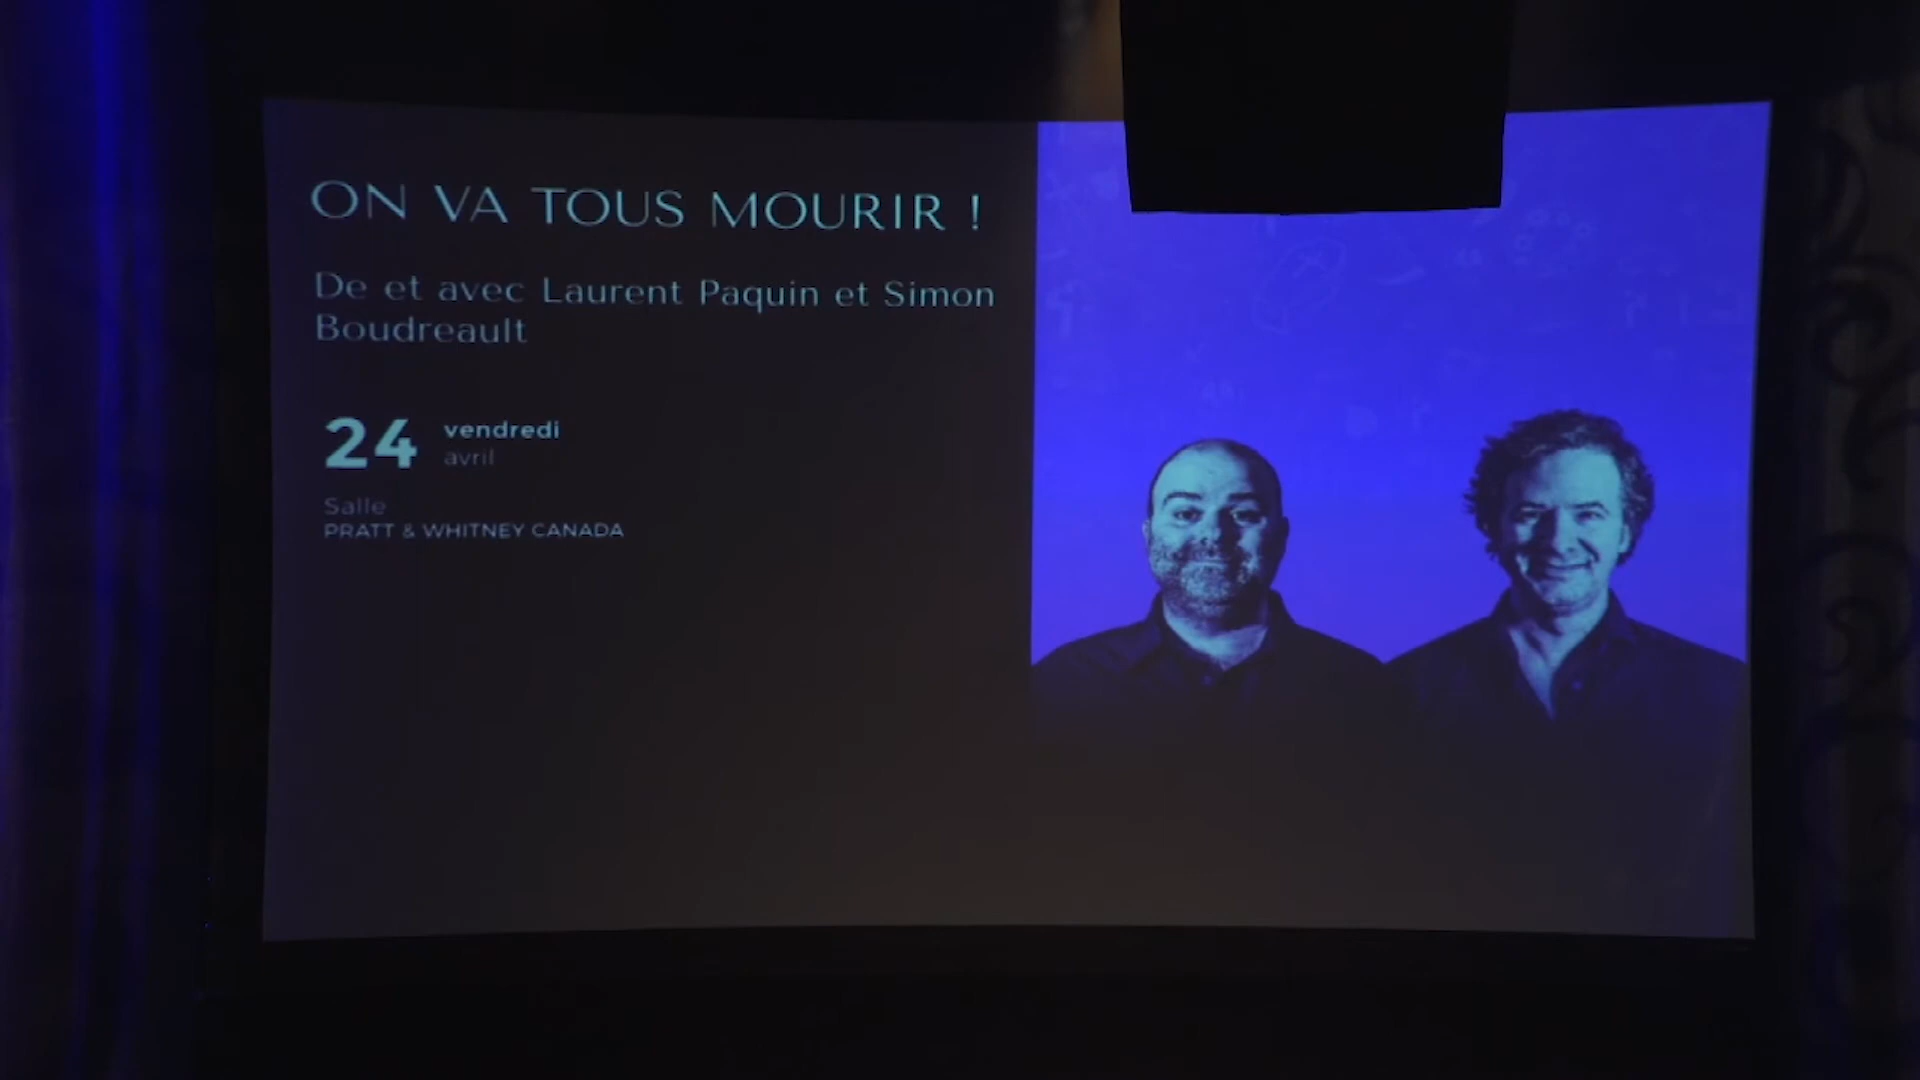 ON VA TOUS MOURIR !
De et avec Laurent Paquin et Simon
Boudreault
24 vendredi
avril
Salle
PRATT & WHITNEY CANADA